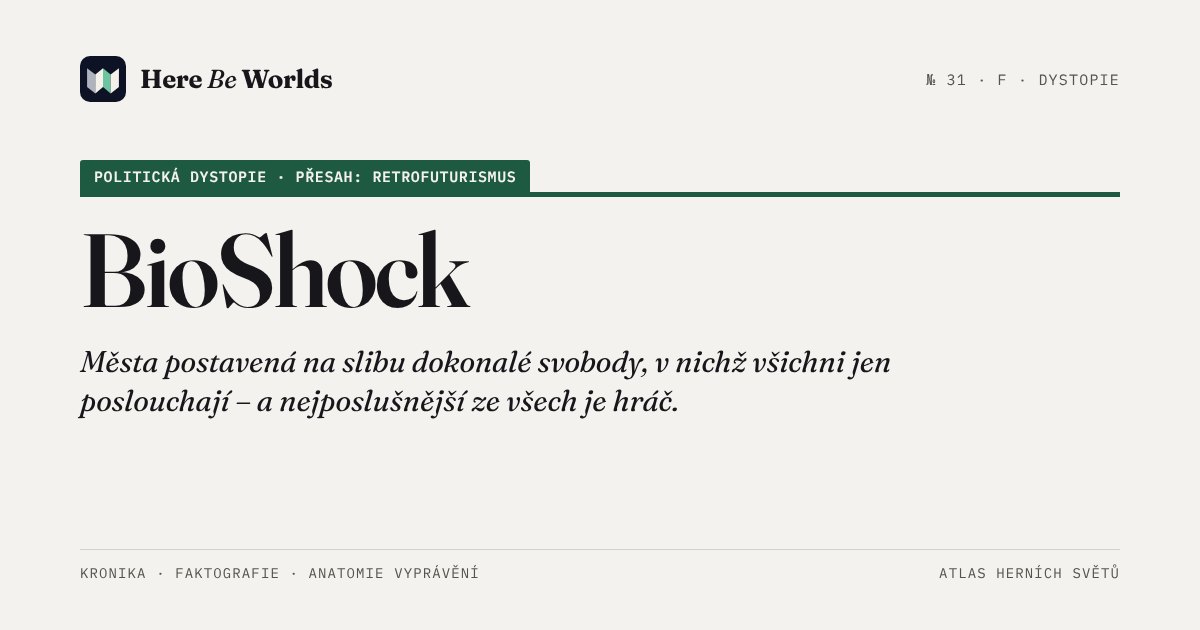 Here Be Worlds
№ 31 · F · DYSTOPIE
POLITICKÁ DYSTOPIE · PŘESAH: RETROFUTURISMUS
BioShock
Města postavená na slibu dokonalé svobody, v nichž všichni jen
poslouchají – a nejposlušnější ze všech je hráč.
KRONIKA · FAKTOGRAFIE · ANATOMIE VYPRÁVĚNÍ
ATLAS HERNÍCH SVĚTŮ